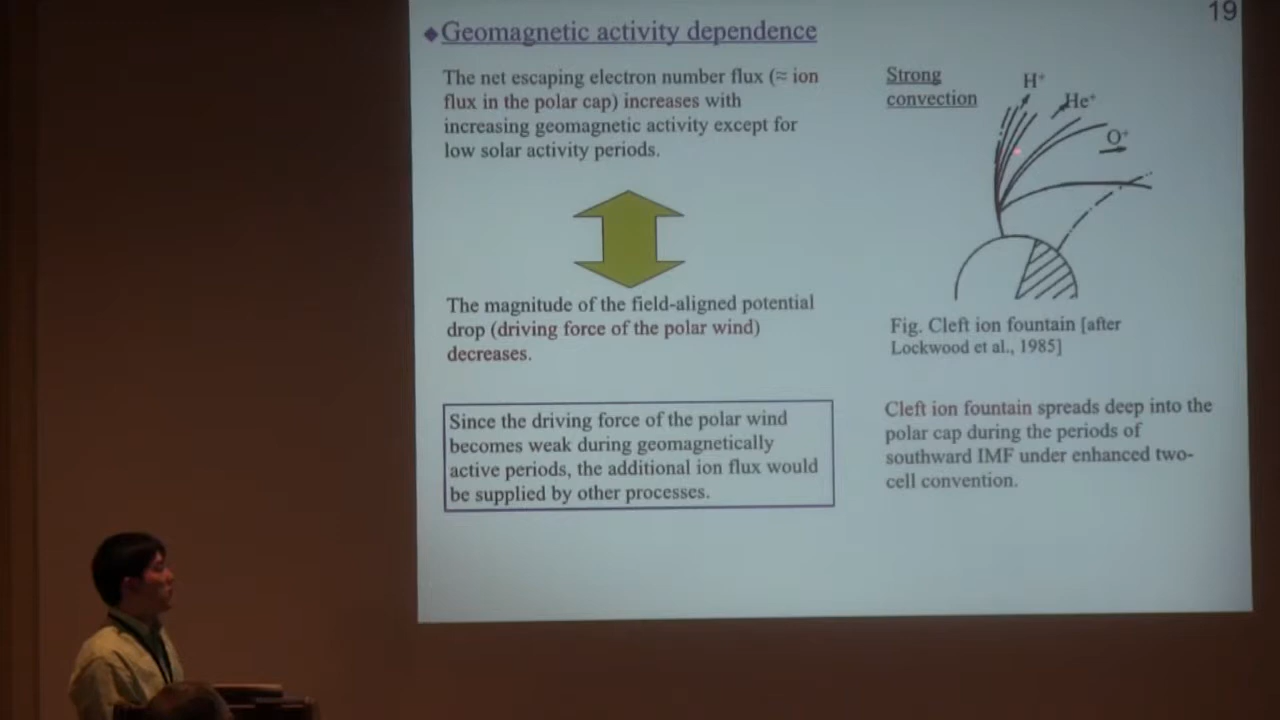 19
◆Geomagnetic activity dependence
The net escaping electron number flux (≈ ion
flux in the polar cap) increases with
increasing geomagnetic activity except for
low solar activity periods.
The magnitude of the field-aligned potential
drop (driving force of the polar wind)
decreases.
Since the driving force of the polar wind
becomes weak during geomagnetically
active periods, the additional ion flux would
be supplied by other processes.
Strong
convection
H⁺
He⁺
O⁺
Fig. Cleft ion fountain [after
Lockwood et al., 1985]
Cleft ion fountain spreads deep into the
polar cap during the periods of
southward IMF under enhanced two-
cell convention.